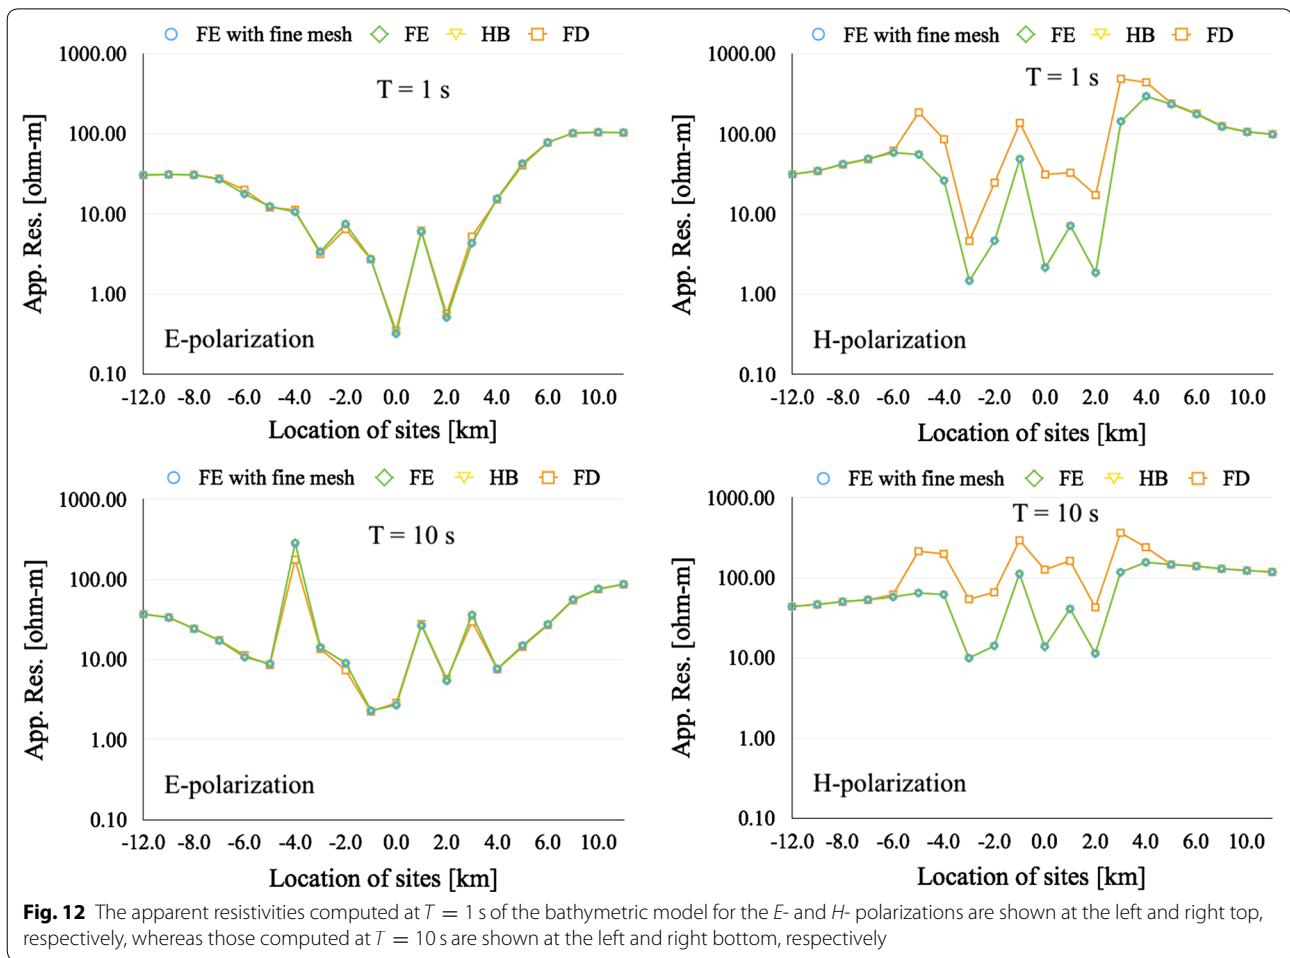 FE with fine mesh FE HB FD
1000.00
100.00
10.00
1.00
0.10
App. Res. [ohm-m]
T = 1 s
E-polarization
-12.0 -8.0 -6.0 -4.0 -2.0 0.0 2.0 4.0 6.0 10.0
Location of sites [km]
FE with fine mesh FE HB FD
1000.00
100.00
10.00
1.00
0.10
App. Res. [ohm-m]
T = 1 s
H-polarization
-12.0 -8.0 -6.0 -4.0 -2.0 0.0 2.0 4.0 6.0 10.0
Location of sites [km]
FE with fine mesh FE HB FD
1000.00
100.00
10.00
1.00
0.10
App. Res. [ohm-m]
T = 10 s
E-polarization
-12.0 -8.0 -6.0 -4.0 -2.0 0.0 2.0 4.0 6.0 10.0
Location of sites [km]
FE with fine mesh FE HB FD
1000.00
100.00
10.00
1.00
0.10
App. Res. [ohm-m]
T = 10 s
H-polarization
-12.0 -8.0 -6.0 -4.0 -2.0 0.0 2.0 4.0 6.0 10.0
Location of sites [km]
Fig. 12 The apparent resistivities computed at T = 1 s of the bathymetric model for the E- and H- polarizations are shown at the left and right top,
respectively, whereas those computed at T = 10 s are shown at the left and right bottom, respectively